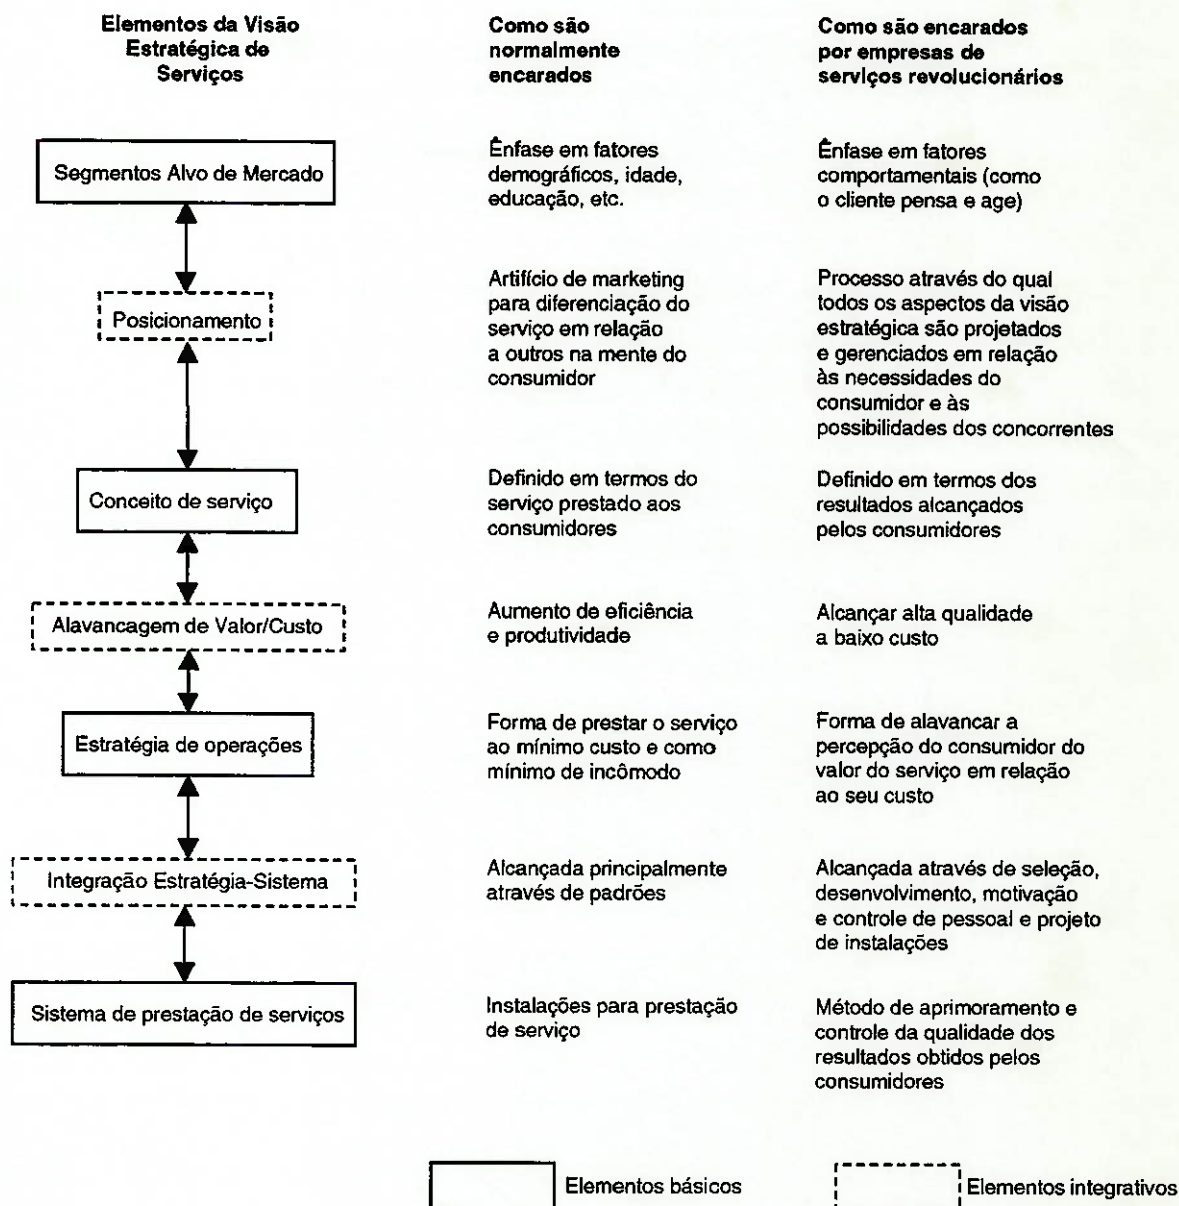 Elementos da Visão
Estratégica de
Serviços
Como são
normalmente
encarados
Como são encarados
por empresas de
serviços revolucionários
Segmentos Alvo de Mercado
Ênfase em fatores
demográficos, idade,
educação, etc.
Ênfase em fatores
comportamentais (como
o cliente pensa e age)
Posicionamento
Artifício de marketing
para diferenciação do
serviço em relação
a outros na mente do
consumidor
Processo através do qual
todos os aspectos da visão
estratégica são projetados
e gerenciados em relação
às necessidades do
consumidor e às
possibilidades dos concorrentes
Conceito de serviço
Definido em termos do
serviço prestado aos
consumidores
Definido em termos dos
resultados alcançados
pelos consumidores
Alavancagem de Valor/Custo
Aumento de eficiência
e produtividade
Alcançar alta qualidade
a baixo custo
Estratégia de operações
Forma de prestar o serviço
ao mínimo custo e como
mínimo de incômodo
Forma de alavancar a
percepção do consumidor do
valor do serviço em relação
ao seu custo
Integração Estratégia-Sistema
Alcançada principalmente
através de padrões
Alcançada através de seleção,
desenvolvimento, motivação
e controle de pessoal e projeto
de instalações
Sistema de prestação de serviços
Instalações para prestação
de serviço
Método de aprimoramento e
controle da qualidade dos
resultados obtidos pelos
consumidores
Elementos básicos
Elementos integrativos